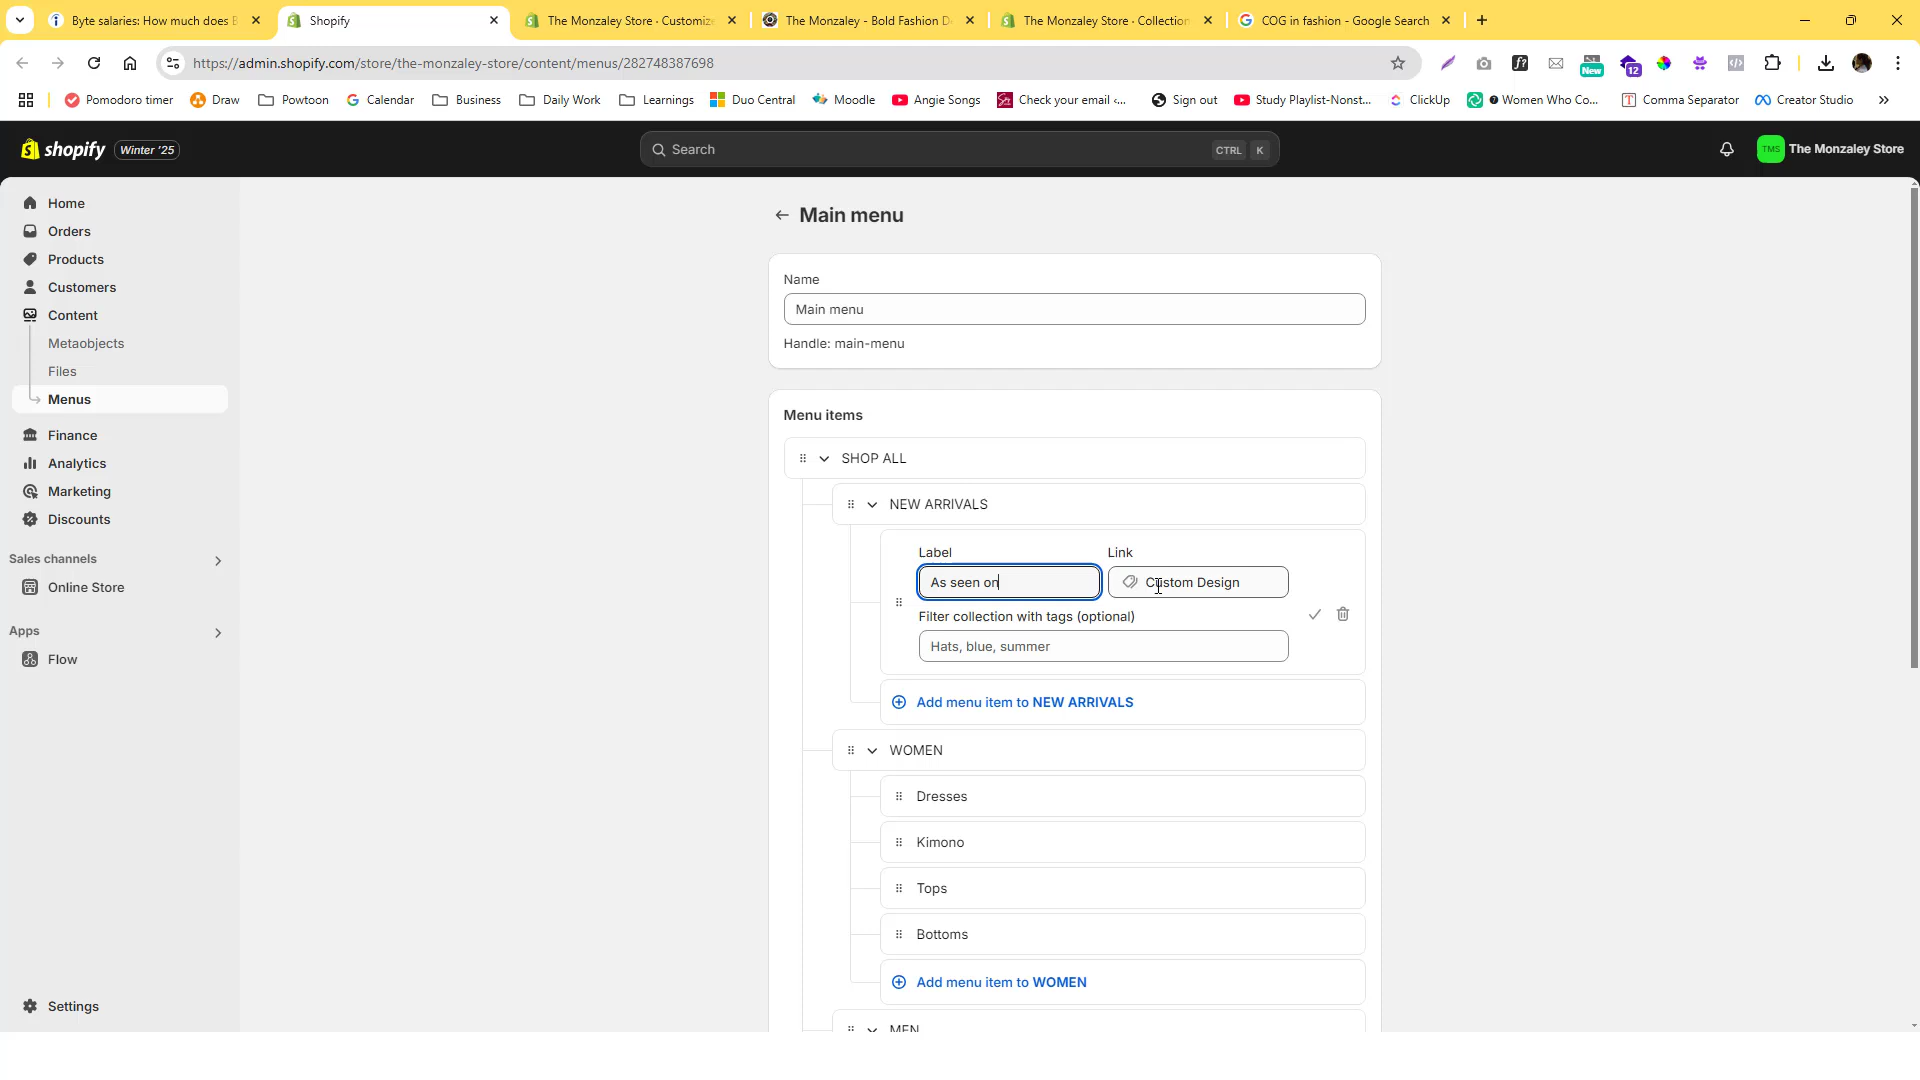 Byte salaries: How much does B
Shopify
The Monzaley Store · Customize
The Monzaley - Bold Fashion D
The Monzaley Store · Collection
COG in fashion - Google Search
https://admin.shopify.com/store/the-monzaley-store/content/menus/282748387698
New
12
Pomodoro timer
Draw
Powtoon
Calendar
Business
Daily Work
Learnings
Duo Central
Moodle
Angie Songs
Check your email <...
Sign out
Study Playlist-Nonst...
ClickUp
Women Who Co...
Comma Separator
Creator Studio
shopify
Winter '25
Search
CTRL K
TMS
The Monzaley Store
Home
Orders
Products
Customers
Content
Metaobjects
Files
Menus
Finance
Analytics
Marketing
Discounts
Sales channels
Online Store
Apps
Flow
Settings
Main menu
Name
Main menu
Handle: main-menu
Menu items
SHOP ALL
NEW ARRIVALS
Label
Link
As seen on
Custom Design
Filter collection with tags (optional)
Hats, blue, summer
Add menu item to NEW ARRIVALS
WOMEN
Dresses
Kimono
Tops
Bottoms
Add menu item to WOMEN
MEN